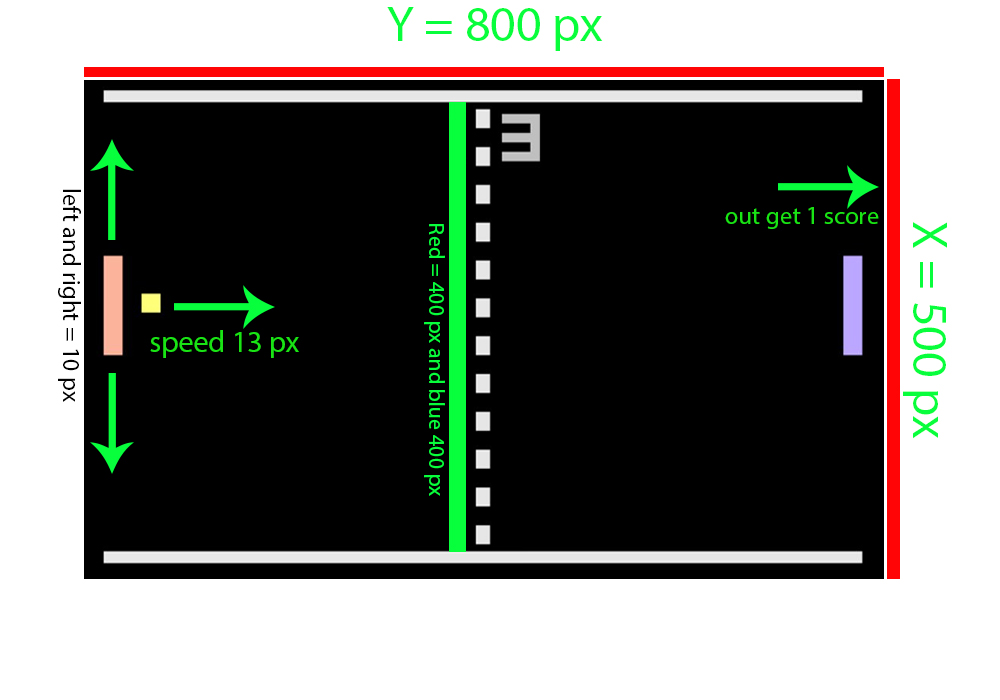 Y = 800 px
3
out get 1 score
left and right = 10 px
Red = 400 px and blue 400 px
X = 500 px
speed 13 px